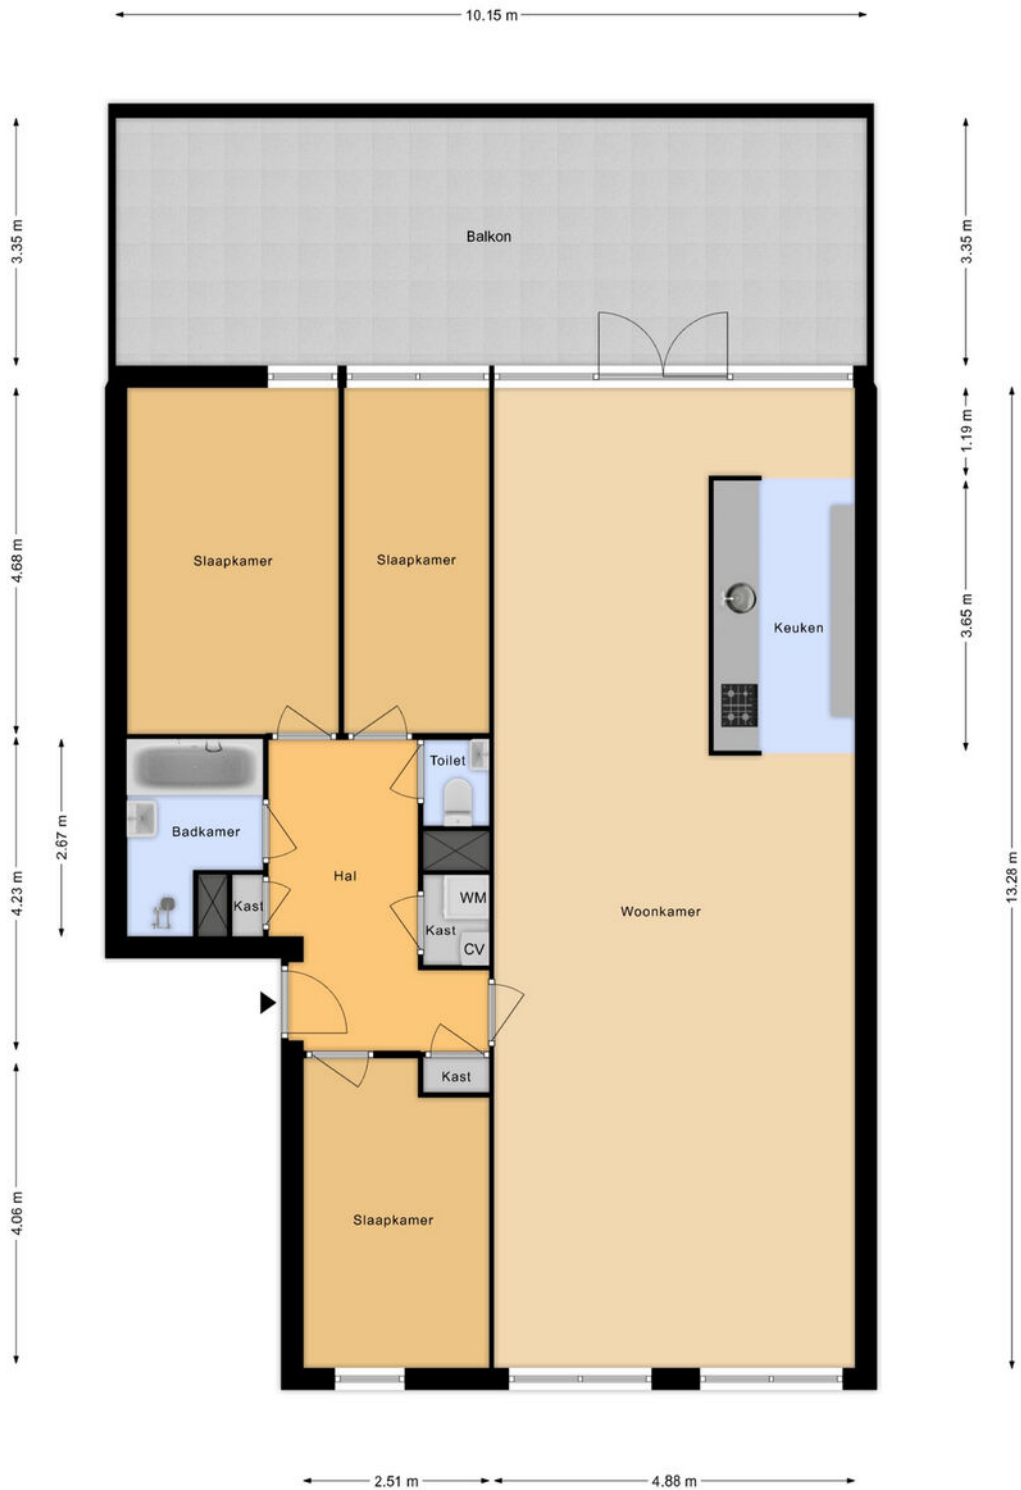 10.15 m
3.35 m
Balkon
3.35 m
1.19 m
4.68 m
Slaapkamer
Slaapkamer
3.65 m
Keuken
Toilet
2.67 m
Badkamer
4.23 m
Hal
13.28 m
Kast
WM
Kast
CV
Woonkamer
Kast
4.06 m
Slaapkamer
2.51 m
4.88 m